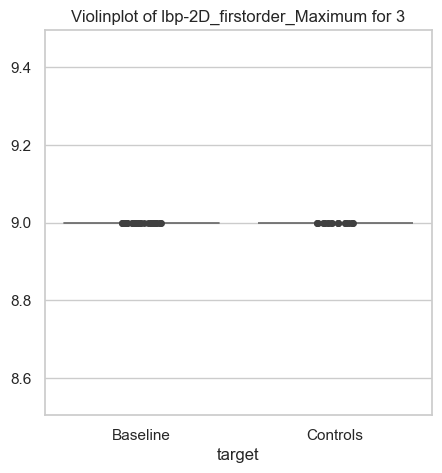 Violinplot of lbp-2D_firstorder_Maximum for 3
9.4
9.2
9.0
8.8
8.6
Baseline Controls
target